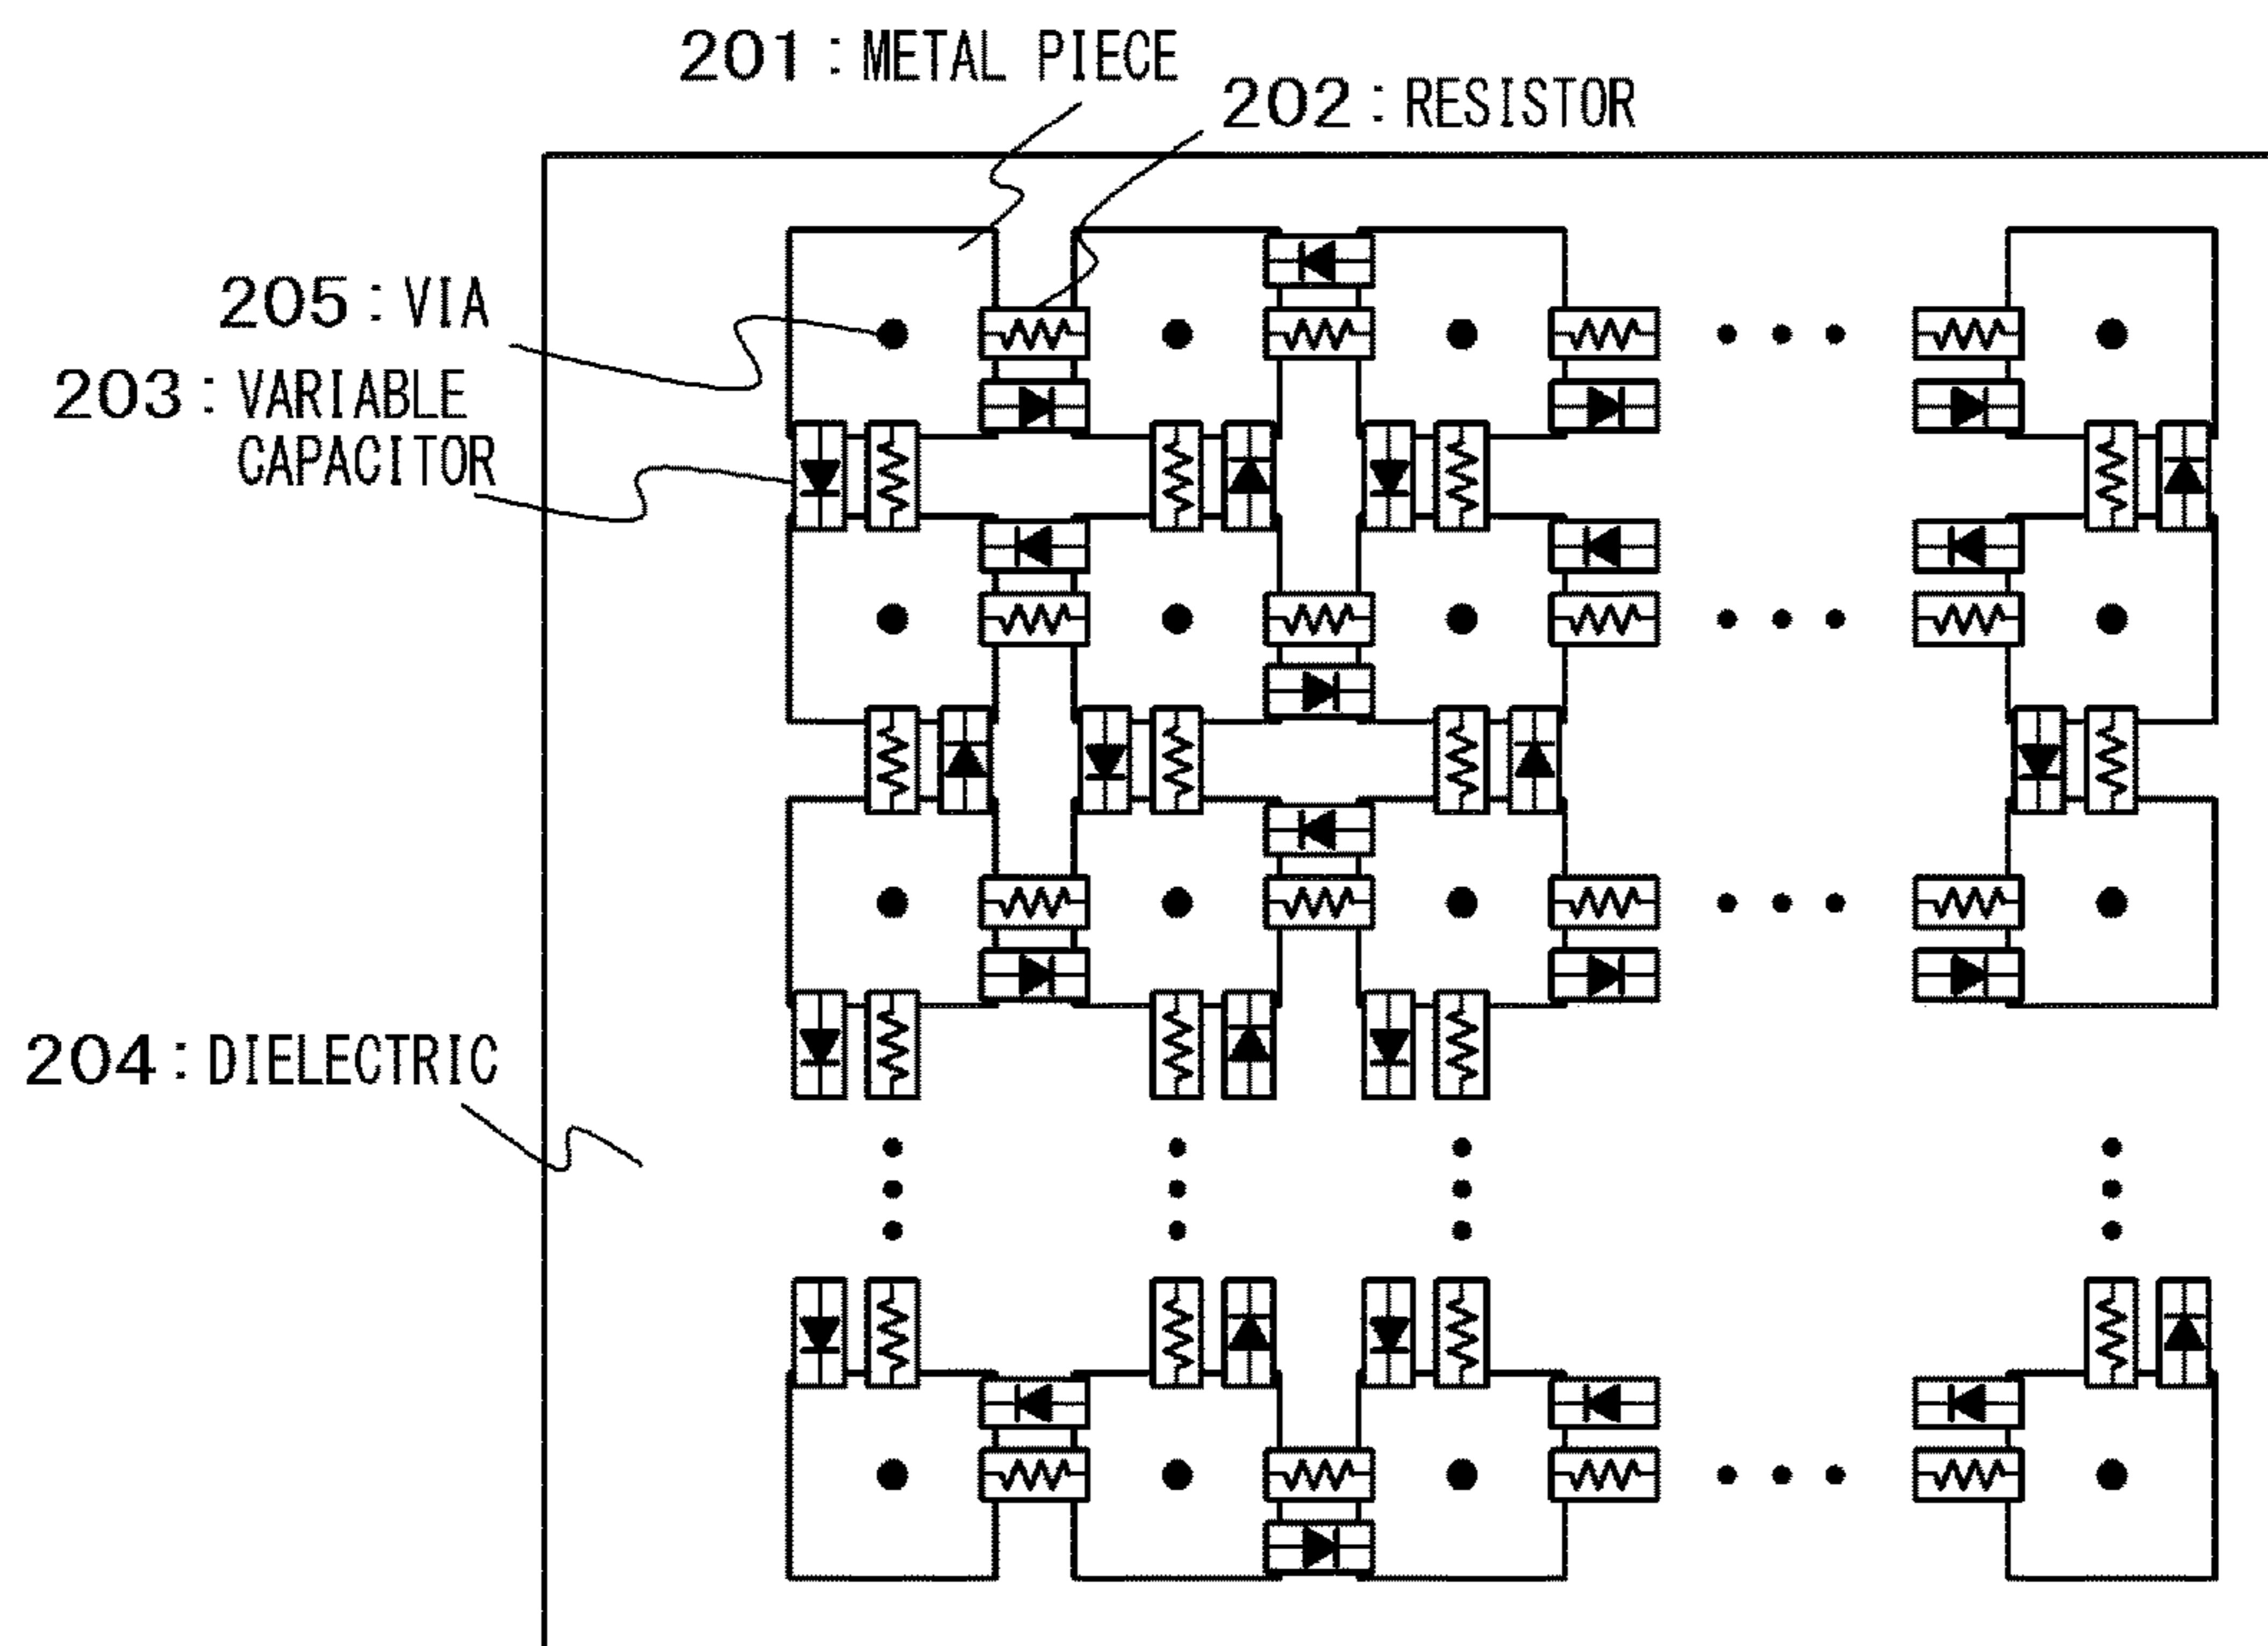 201:METAL PIECE
202:RESISTOR
205:VIA
203:VARIABLE
CAPACITOR
204:DIELECTRIC